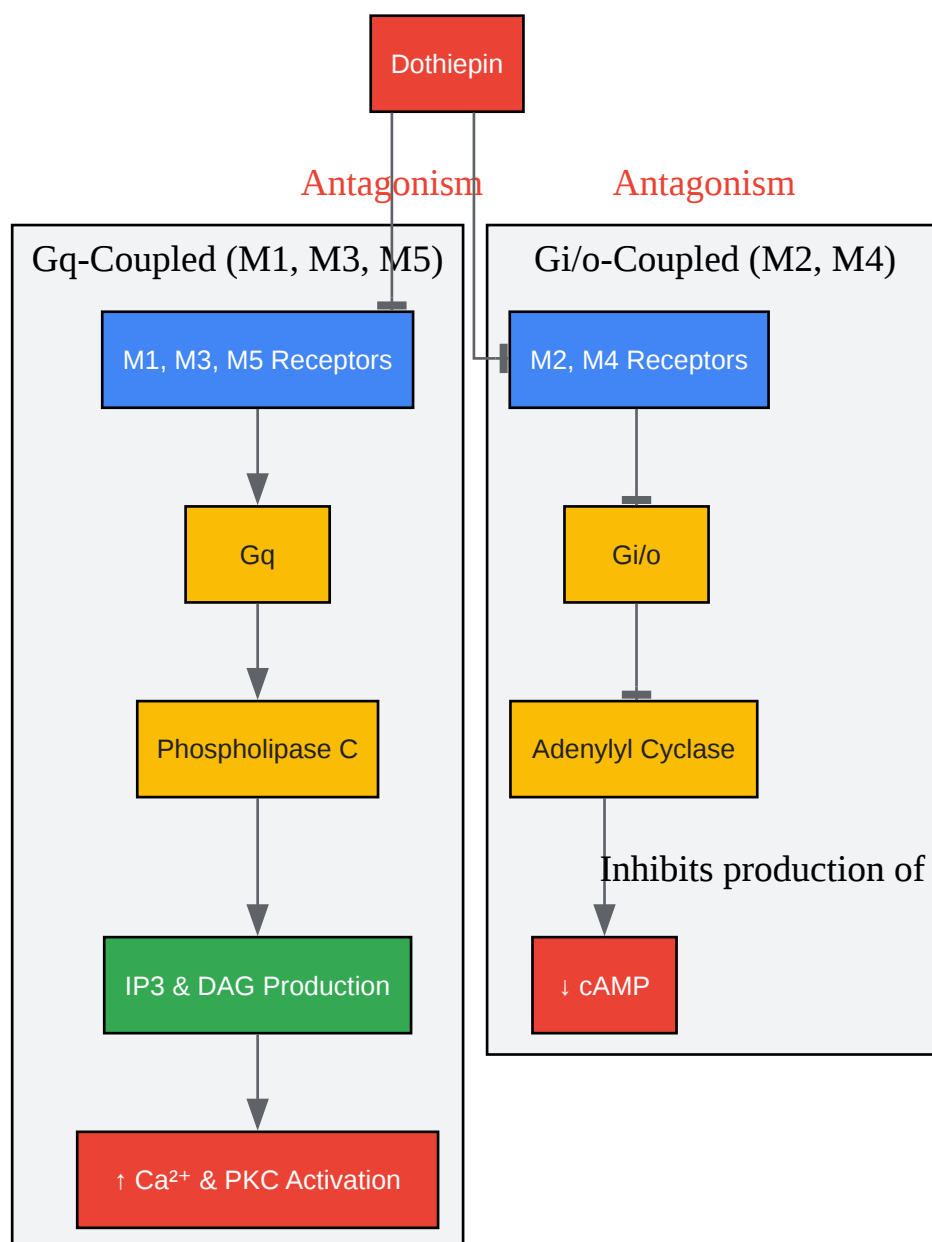 Dothiepin
Antagonism
Antagonism
Gq-Coupled (M1, M3, M5)
M1, M3, M5 Receptors
Gq
Phospholipase C
IP3 & DAG Production
↑ Ca²⁺ & PKC Activation
Gi/o-Coupled (M2, M4)
M2, M4 Receptors
Gi/o
Adenylyl Cyclase
Inhibits production of
↓ cAMP